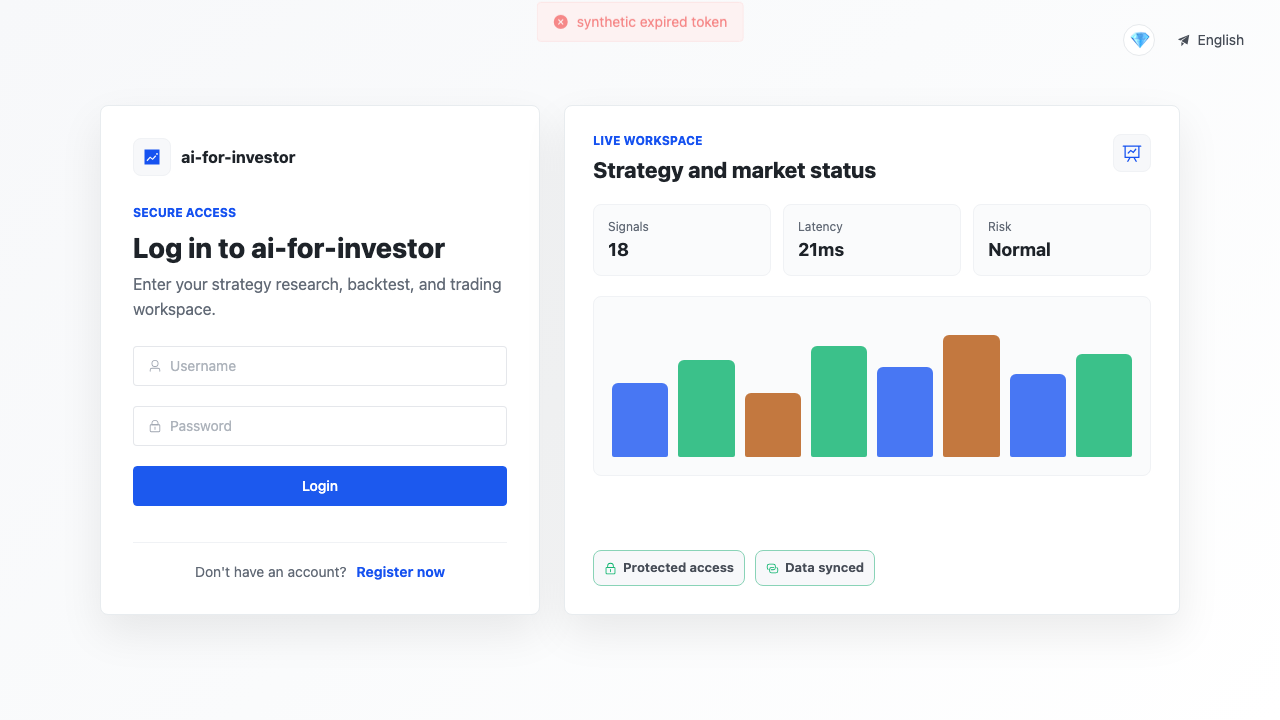 synthetic expired token
English
ai-for-investor
SECURE ACCESS
Log in to ai-for-investor
Enter your strategy research, backtest, and trading
workspace.
Username
Password
Login
Don't have an account? Register now
LIVE WORKSPACE
Strategy and market status
Signals
18
Latency
21ms
Risk
Normal
Protected access
Data synced